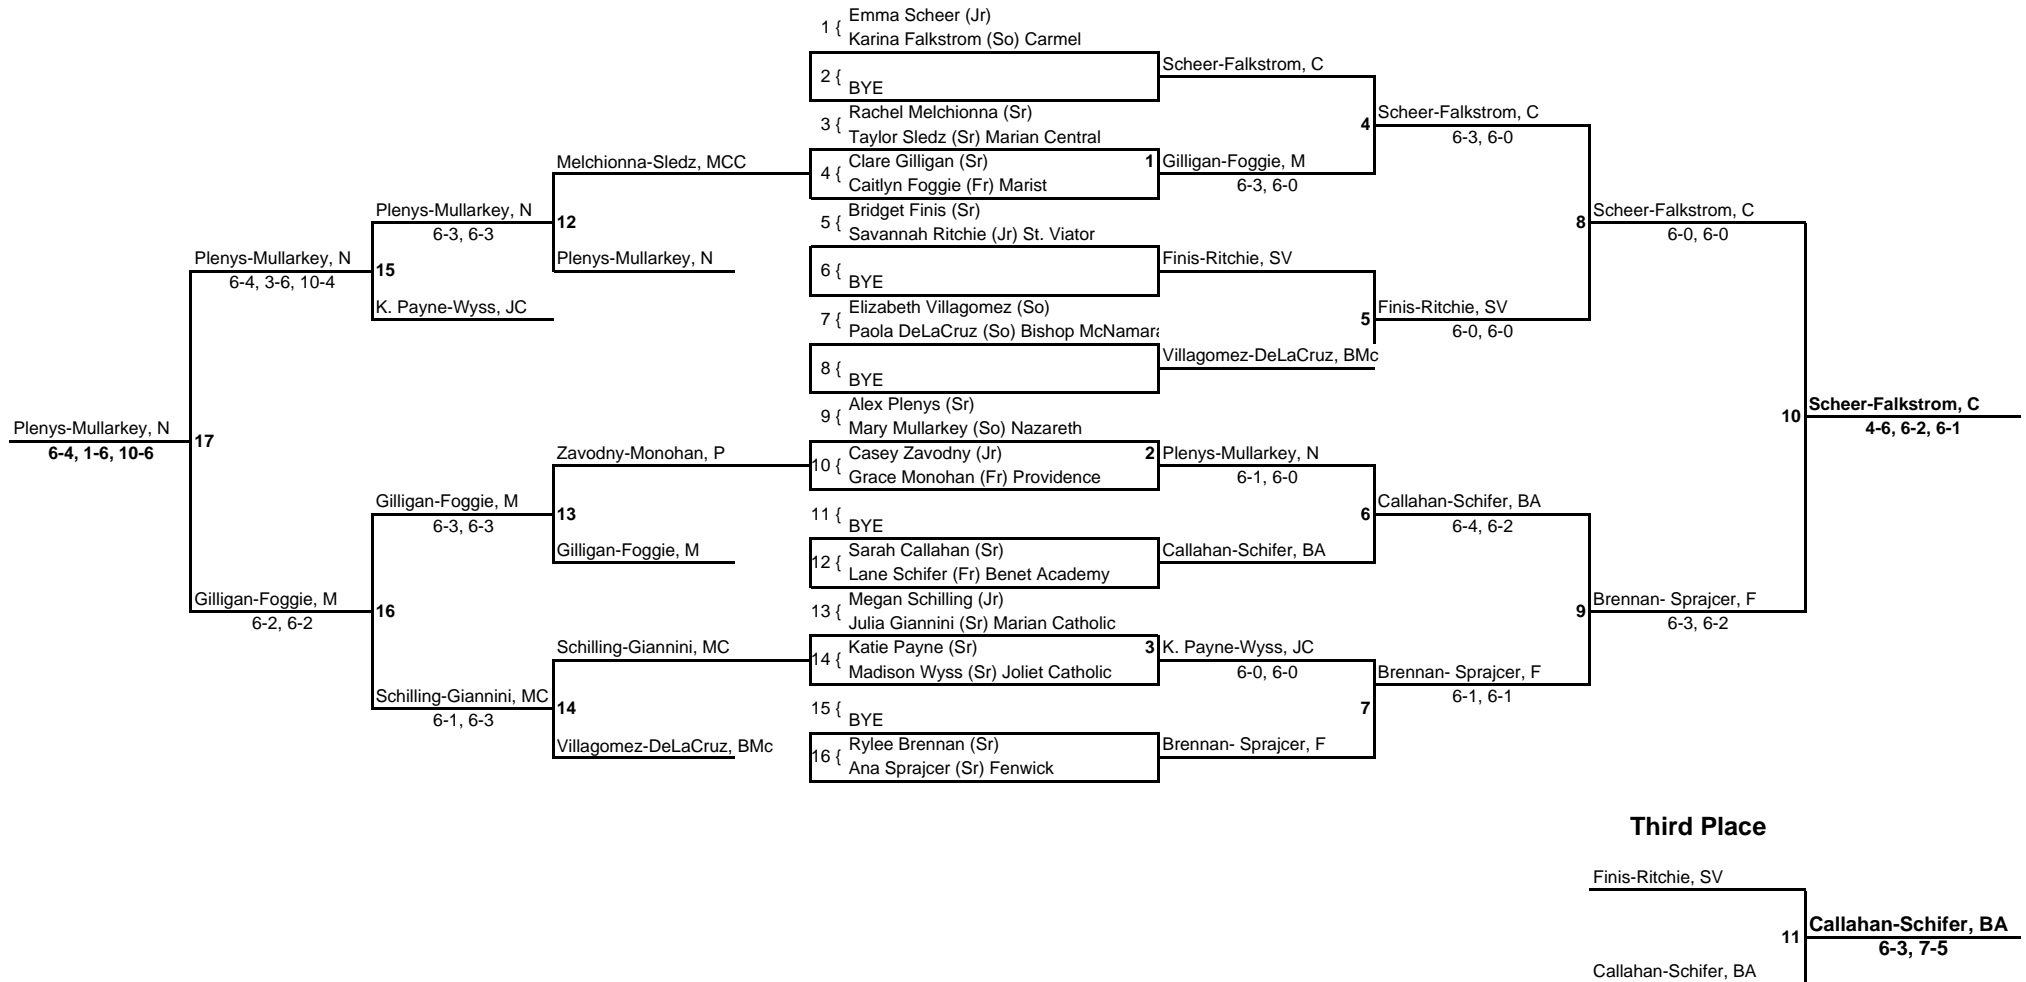 1 { Emma Scheer (Jr)
Karina Falkstrom (So) Carmel
2 { BYE
3 { Rachel Melchionna (Sr)
Taylor Sledz (Sr) Marian Central
4 { Clare Gilligan (Sr)
Caitlyn Foggie (Fr) Marist
5 { Bridget Finis (Sr)
Savannah Ritchie (Jr) St. Viator
6 { BYE
7 { Elizabeth Villagomez (So)
Paola DeLaCruz (So) Bishop McNamara
8 { BYE
9 { Alex Plenys (Sr)
Mary Mullarkey (So) Nazareth
10 { Casey Zavodny (Jr)
Grace Monohan (Fr) Providence
11 { BYE
12 { Sarah Callahan (Sr)
Lane Schifer (Fr) Benet Academy
13 { Megan Schilling (Jr)
Julia Giannini (Sr) Marian Catholic
14 { Katie Payne (Sr)
Madison Wyss (Sr) Joliet Catholic
15 { BYE
16 { Rylee Brennan (Sr)
Ana Sprajcer (Sr) Fenwick
Scheer-Falkstrom, C
1 Gilligan-Foggie, M
6-3, 6-0
Finis-Ritchie, SV
Villagomez-DeLaCruz, BMc
2 Plenys-Mullarkey, N
6-1, 6-0
Callahan-Schifer, BA
3 K. Payne-Wyss, JC
6-0, 6-0
Brennan- Sprajcer, F
4 Scheer-Falkstrom, C
6-3, 6-0
5 Finis-Ritchie, SV
6-0, 6-0
6 Callahan-Schifer, BA
6-4, 6-2
7 Brennan- Sprajcer, F
6-1, 6-1
8 Scheer-Falkstrom, C
6-0, 6-0
9 Brennan- Sprajcer, F
6-3, 6-2
10 Scheer-Falkstrom, C
4-6, 6-2, 6-1
Melchionna-Sledz, MCC
12
Plenys-Mullarkey, N
Zavodny-Monohan, P
13
Gilligan-Foggie, M
Schilling-Giannini, MC
14
Villagomez-DeLaCruz, BMc
Plenys-Mullarkey, N
6-3, 6-3
15
K. Payne-Wyss, JC
Gilligan-Foggie, M
6-3, 6-3
16
Schilling-Giannini, MC
6-1, 6-3
Plenys-Mullarkey, N
6-4, 3-6, 10-4
17
Gilligan-Foggie, M
6-2, 6-2
Plenys-Mullarkey, N
6-4, 1-6, 10-6
Third Place
Finis-Ritchie, SV
11 Callahan-Schifer, BA
6-3, 7-5
Callahan-Schifer, BA